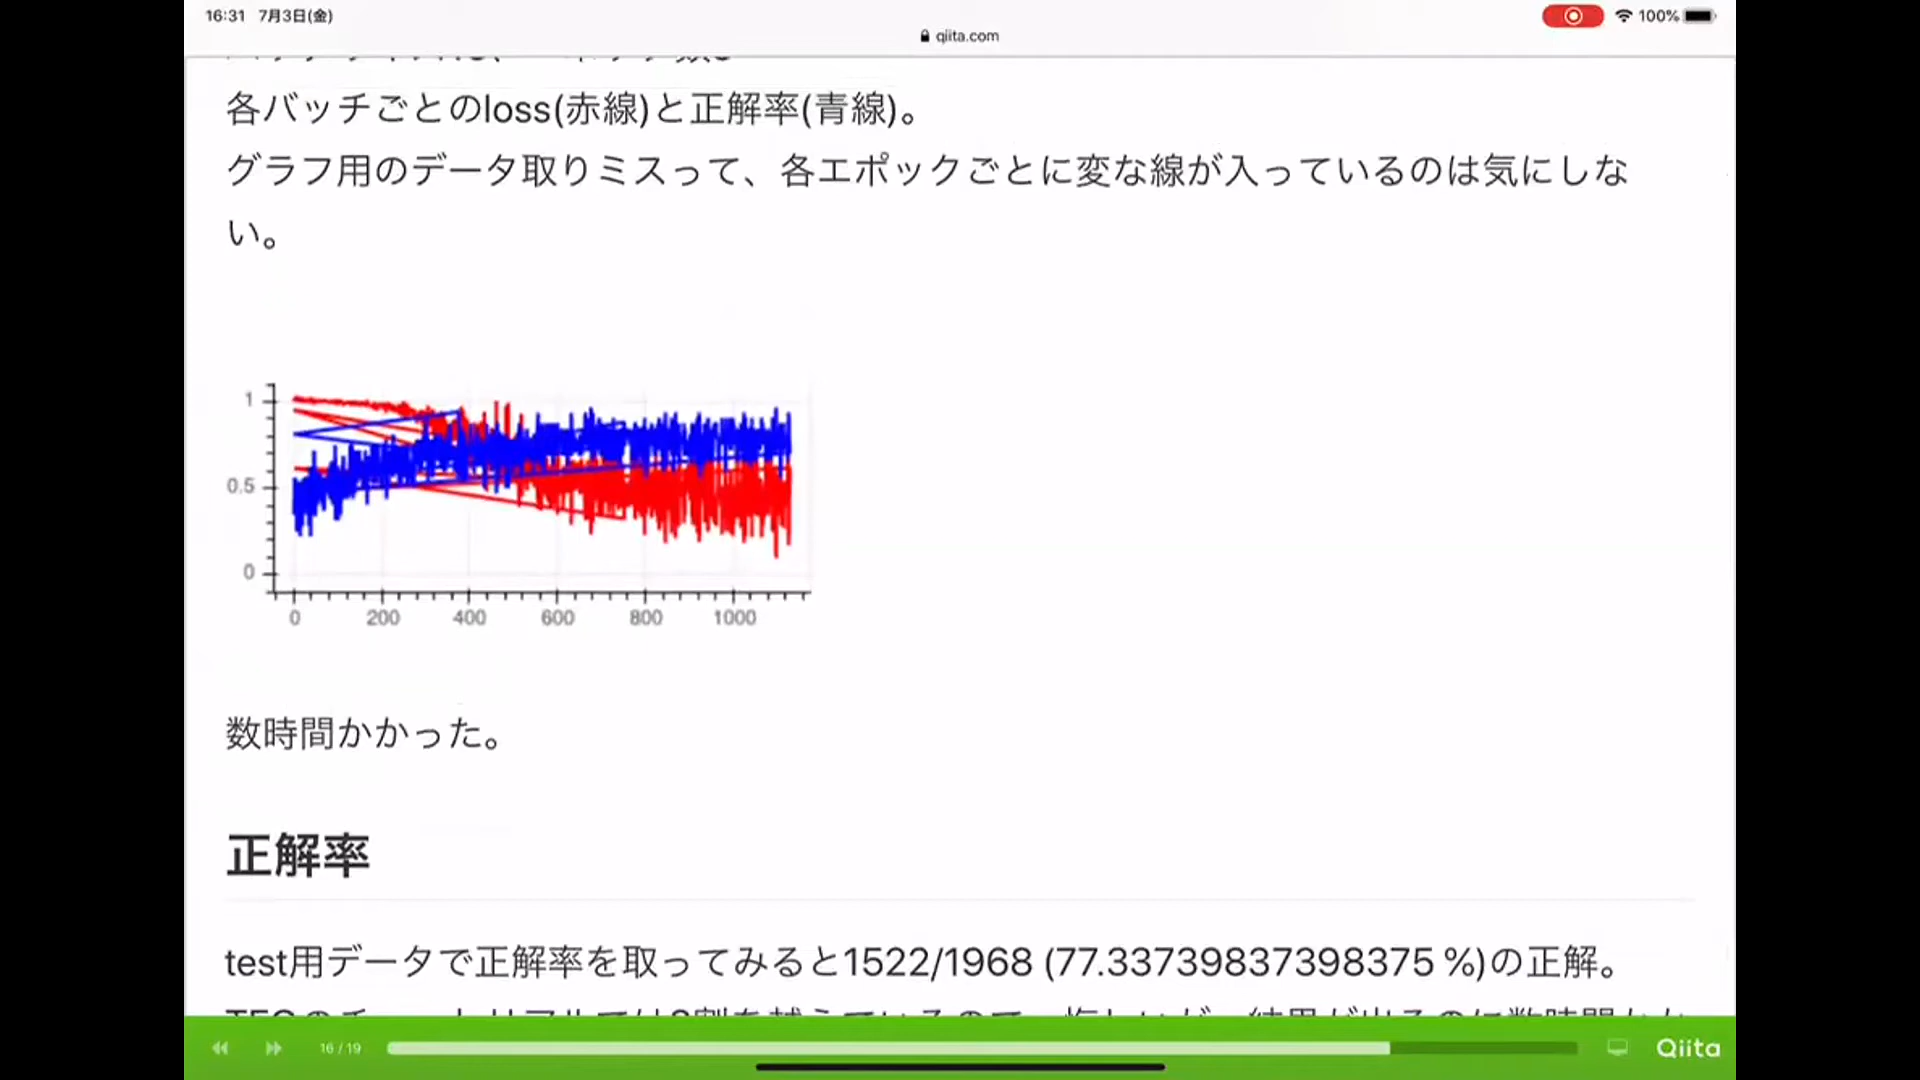 16:31 7月3日(金)
100%
qiita.com
各バッチごとのloss(赤線)と正解率(青線)。
グラフ用のデータ取りミスって、各エポックごとに変な線が入っているのは気にしな
い。
1
0.5
0
0 200 400 600 800 1000
数時間かかった。
正解率
test用データで正解率を取ってみると1522/1968 (77.33739837398375 %)の正解。
16 / 19
Qiita